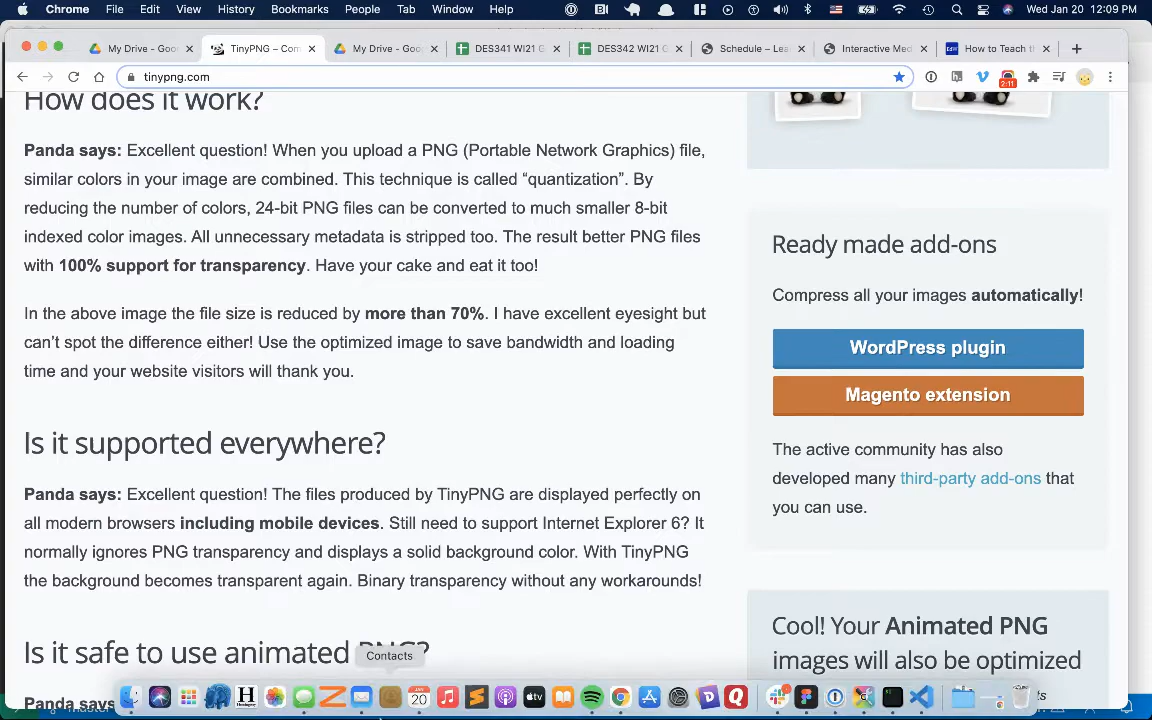 Chrome File Edit View History Bookmarks People Tab Window Help Wed Jan 20 12:09 PM
My Drive - Goo TinyPNG – Com My Drive - Goo DES341 WI21 G DES342 WI21 G Schedule – Lea Interactive Med How to Teach th
tinypng.com
2:11
How does it work?
Panda says: Excellent question! When you upload a PNG (Portable Network Graphics) file,
similar colors in your image are combined. This technique is called “quantization”. By
reducing the number of colors, 24-bit PNG files can be converted to much smaller 8-bit
indexed color images. All unnecessary metadata is stripped too. The result better PNG files
with 100% support for transparency. Have your cake and eat it too!
In the above image the file size is reduced by more than 70%. I have excellent eyesight but
can’t spot the difference either! Use the optimized image to save bandwidth and loading
time and your website visitors will thank you.
Is it supported everywhere?
Panda says: Excellent question! The files produced by TinyPNG are displayed perfectly on
all modern browsers including mobile devices. Still need to support Internet Explorer 6? It
normally ignores PNG transparency and displays a solid background color. With TinyPNG
the background becomes transparent again. Binary transparency without any workarounds!
Is it safe to use animated PNG?
Panda says
Ready made add-ons
Compress all your images automatically!
WordPress plugin
Magento extension
The active community has also
developed many third-party add-ons that
you can use.
Cool! Your Animated PNG
images will also be optimized
Contacts